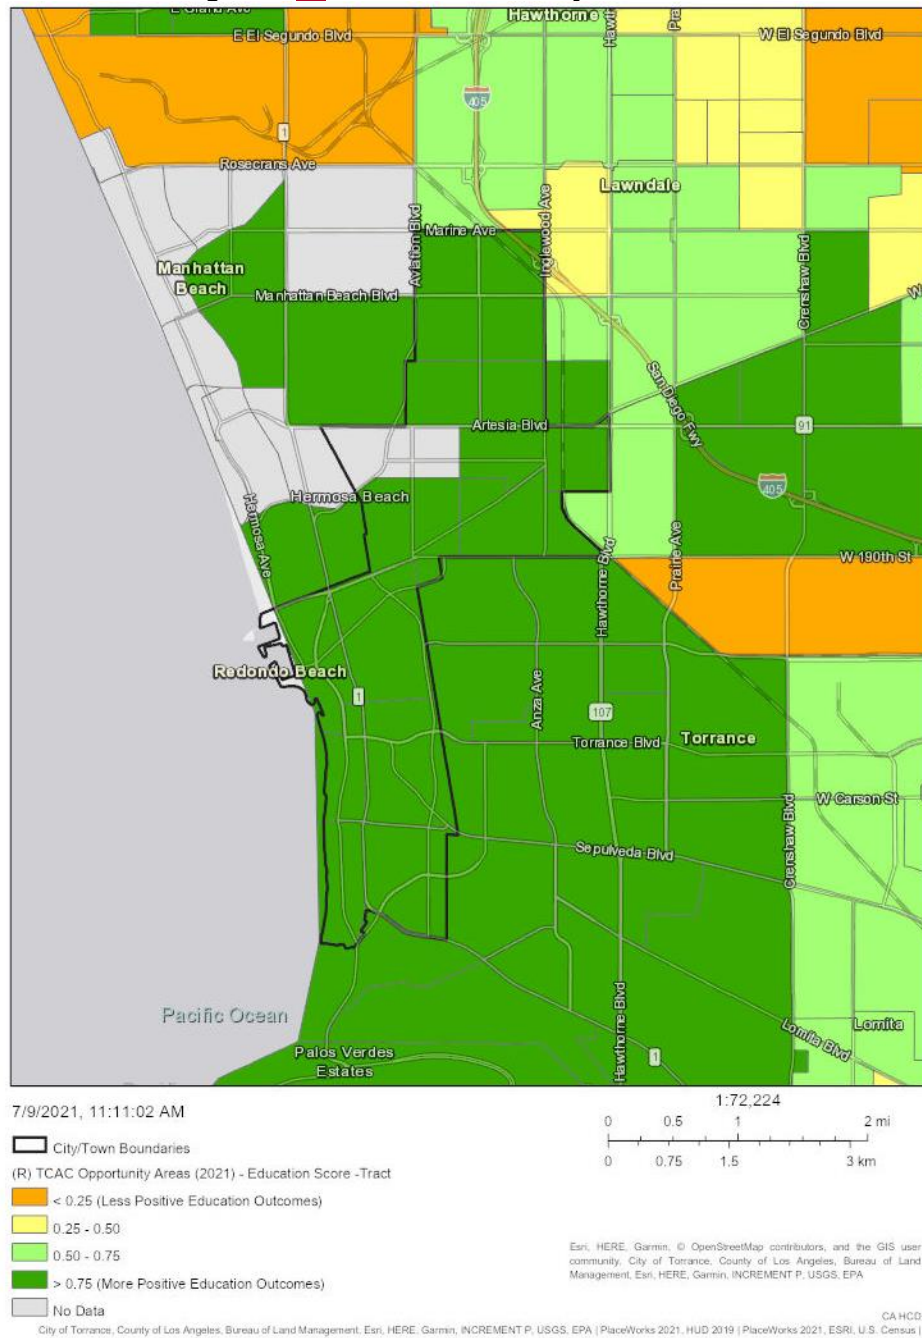 E Grand Ave
Hawthorne
E El Segundo Blvd
W El Segundo Blvd
405
1
Rosecrans Ave
Lawndale
Aviation Blvd
Inglewood Ave
Marine Ave
Crenshaw Blvd
Manhattan
Beach
Manhattan Beach Blvd
W
San Diego Fwy
Artesia Blvd
91
405
Hermosa Beach
Hermosa Ave
W 190th St
Hawthorne Blvd
Prairie Ave
Redondo Beach
1
Anza Ave
107
Torrance Blvd
Torrance
W Carson St
Crenshaw Blvd
Sepulveda Blvd
Pacific Ocean
Hawthorne Blvd
Lomita Blvd
Lomita
Palos Verdes
Estates
1
7/9/2021, 11:11:02 AM
1:72,224
0 0.5 1 2 mi
0 0.75 1.5 3 km
City/Town Boundaries
(R) TCAC Opportunity Areas (2021) - Education Score -Tract
< 0.25 (Less Positive Education Outcomes)
0.25 - 0.50
0.50 - 0.75
> 0.75 (More Positive Education Outcomes)
No Data
Esri, HERE, Garmin, © OpenStreetMap contributors, and the GIS user
community, City of Torrance, County of Los Angeles, Bureau of Land
Management, Esri, HERE, Garmin, INCREMENT P, USGS, EPA
CA HCD
City of Torrance, County of Los Angeles, Bureau of Land Management, Esri, HERE, Garmin, INCREMENT P, USGS, EPA | PlaceWorks 2021, HUD 2019 | PlaceWorks 2021, ESRI, U.S. Census